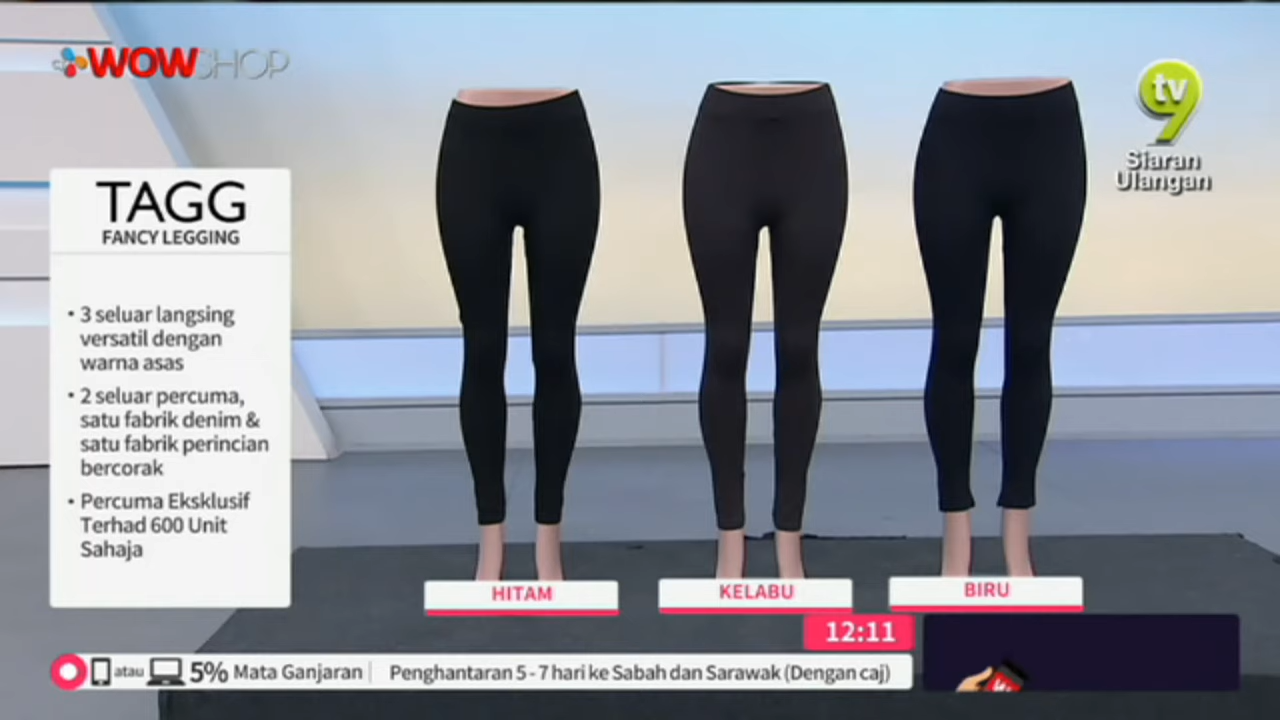 WOWSHOP
tv9
Siaran
Ulangan
TAGG
FANCY LEGGING
• 3 seluar langsing
versatil dengan
warna asas
• 2 seluar percuma,
satu fabrik denim &
satu fabrik perincian
bercorak
• Percuma Eksklusif
Terhad 600 Unit
Sahaja
HITAM
KELABU
BIRU
12:11
atau 5% Mata Ganjaran | Penghantaran 5 - 7 hari ke Sabah dan Sarawak (Dengan caj)